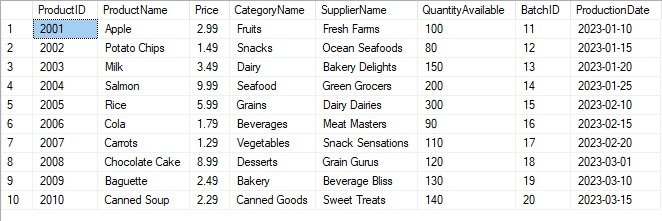 ProductID ProductName Price CategoryName SupplierName QuantityAvailable BatchID ProductionDate
1 2001 Apple 2.99 Fruits Fresh Farms 100 11 2023-01-10
2 2002 Potato Chips 1.49 Snacks Ocean Seafoods 80 12 2023-01-15
3 2003 Milk 3.49 Dairy Bakery Delights 150 13 2023-01-20
4 2004 Salmon 9.99 Seafood Green Grocers 200 14 2023-01-25
5 2005 Rice 5.99 Grains Dairy Dairies 300 15 2023-02-10
6 2006 Cola 1.79 Beverages Meat Masters 90 16 2023-02-15
7 2007 Carrots 1.29 Vegetables Snack Sensations 110 17 2023-02-20
8 2008 Chocolate Cake 8.99 Desserts Grain Gurus 120 18 2023-03-01
9 2009 Baguette 2.49 Bakery Beverage Bliss 130 19 2023-03-10
10 2010 Canned Soup 2.29 Canned Goods Sweet Treats 140 20 2023-03-15